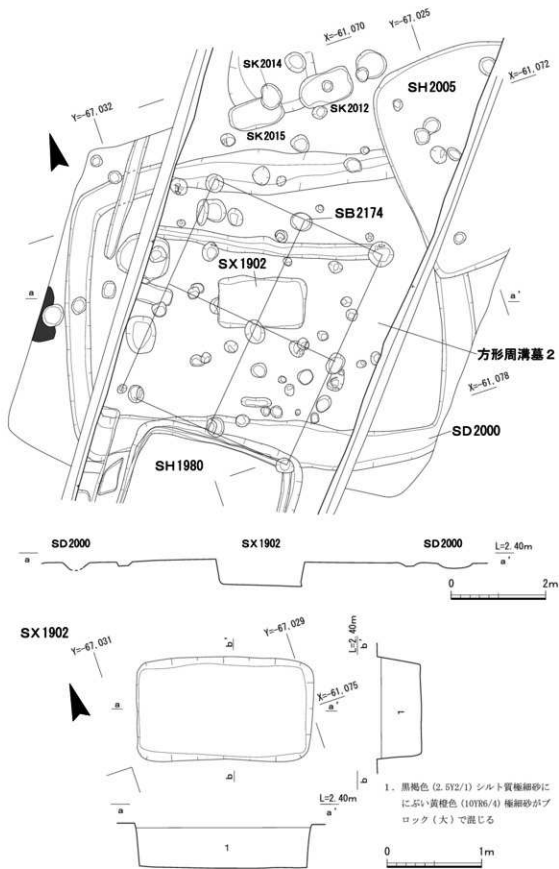 X=-61,070
Y=-67,025
X=-61,072
SK2014
SH2005
SK2012
Y=-67,032
SK2015
SB2174
SX1902
a
a'
方形周溝墓2
X=-61,078
SD2000
SH1980
SD2000
SX1902
SD2000
L=2.40m
a
a'
0 2m
SX1902
Y=-67,031
Y=-67,029
b'
L=2.40m
b'
X=-61,075
a
a'
1
b
b
1. 黒褐色(2.5Y2/1)シルト質極細砂に
にぶい黄橙色(10YR6/4)極細砂がブ
ロック(大)で混じる
a
L=2.40m
a'
1
0 1m